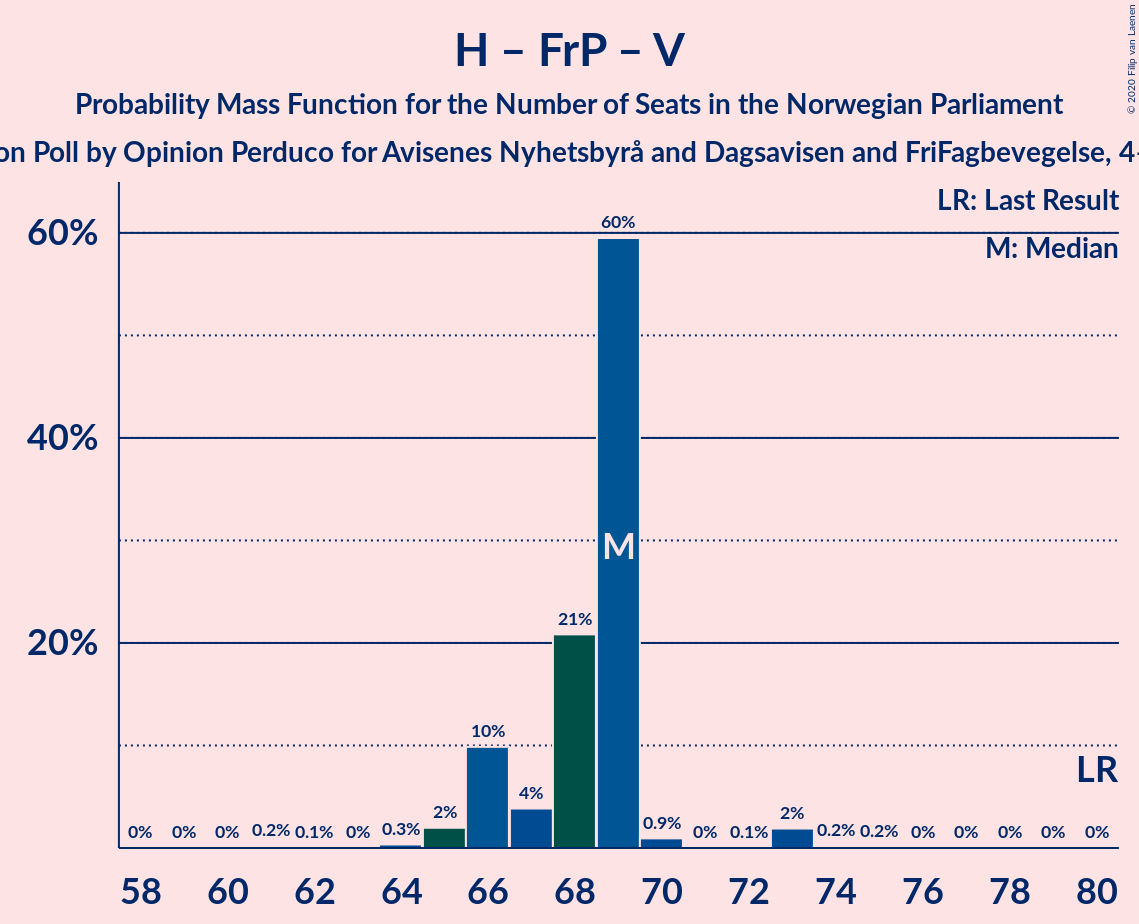 H – FrP – V
Probability Mass Function for the Number of Seats in the Norwegian Parliament
on Poll by Opinion Perduco for Avisenes Nyhetsbyrå and Dagsavisen and FriFagbevegelse, 4-
© 2020 Filip van Laenen
LR: Last Result
M: Median
60%
40%
20%
0% 0% 0% 0.2% 0.1% 0% 0.3% 2% 10% 4% 21% 60% 0.9% 0% 0.1% 2% 0.2% 0.2% 0% 0% 0% 0% 0%
M
LR
58 60 62 64 66 68 70 72 74 76 78 80